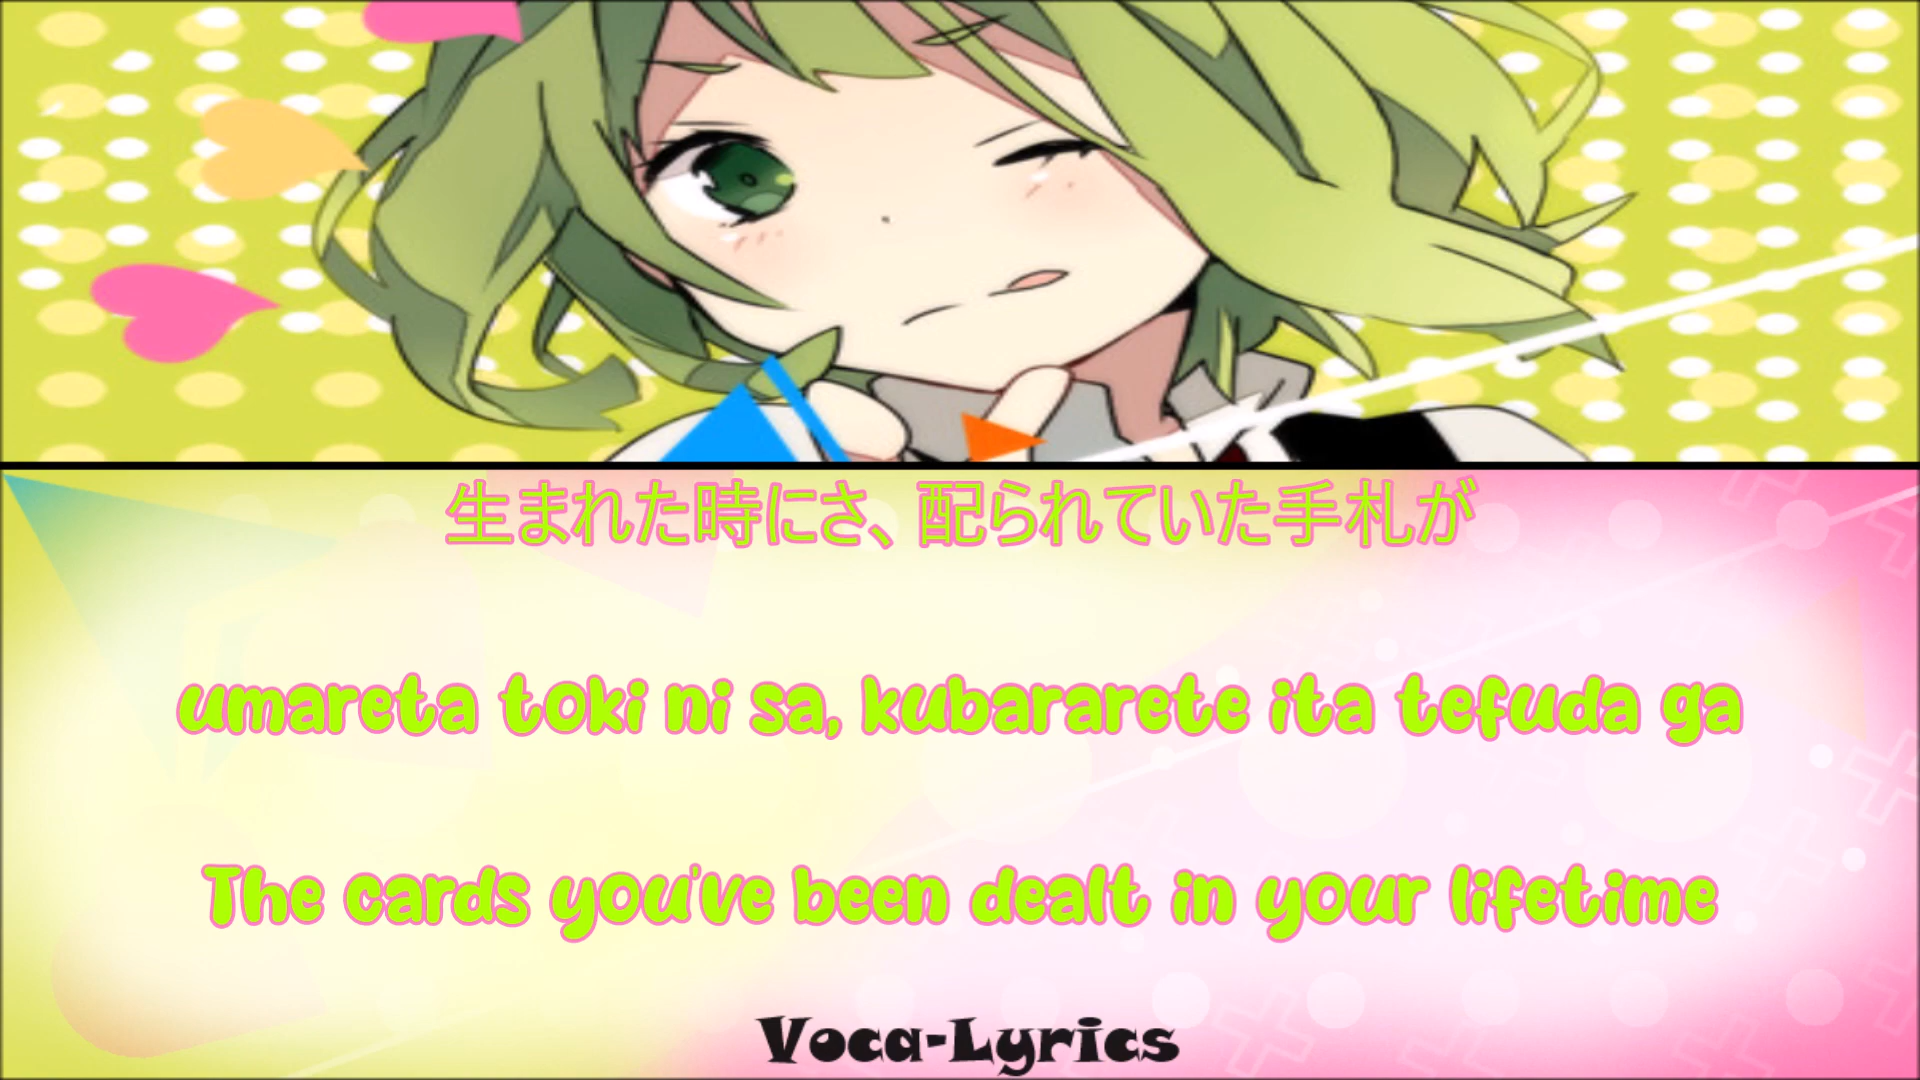 生まれた時にさ、配られていた手札が
umareta toki ni sa, kubararete ita tefuda ga
The cards you've been dealt in your lifetime
Voca-Lyrics